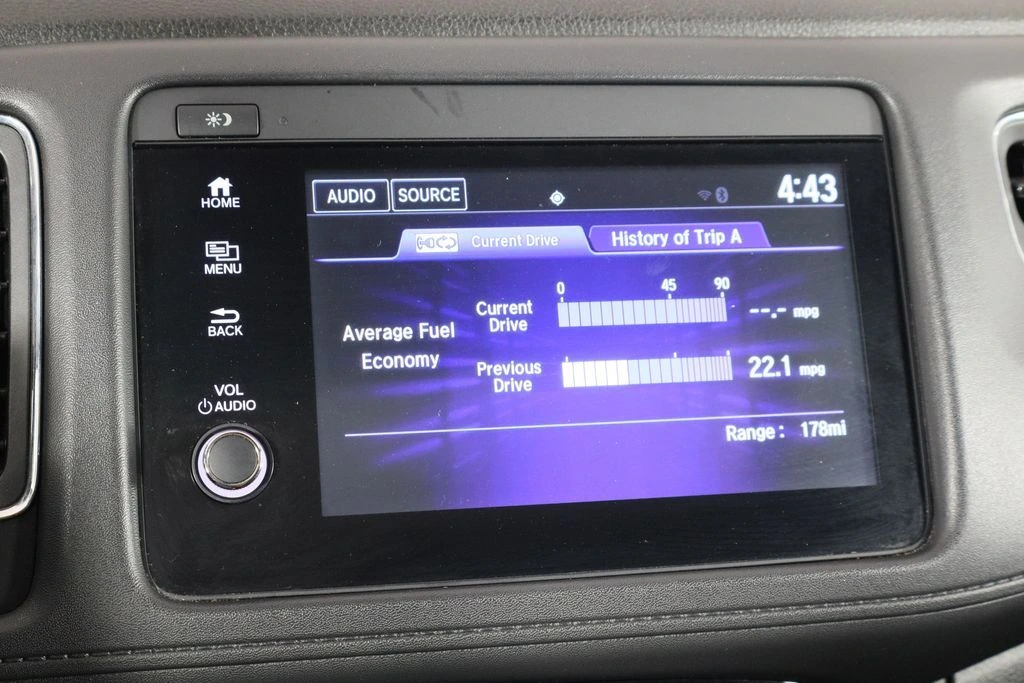 HOME
MENU
BACK
VOL
AUDIO
AUDIO SOURCE 4:43
Current Drive History of Trip A
0 45 90
Current
Drive
--.- mpg
Average Fuel
Economy
Previous
Drive
22.1 mpg
Range: 178mi